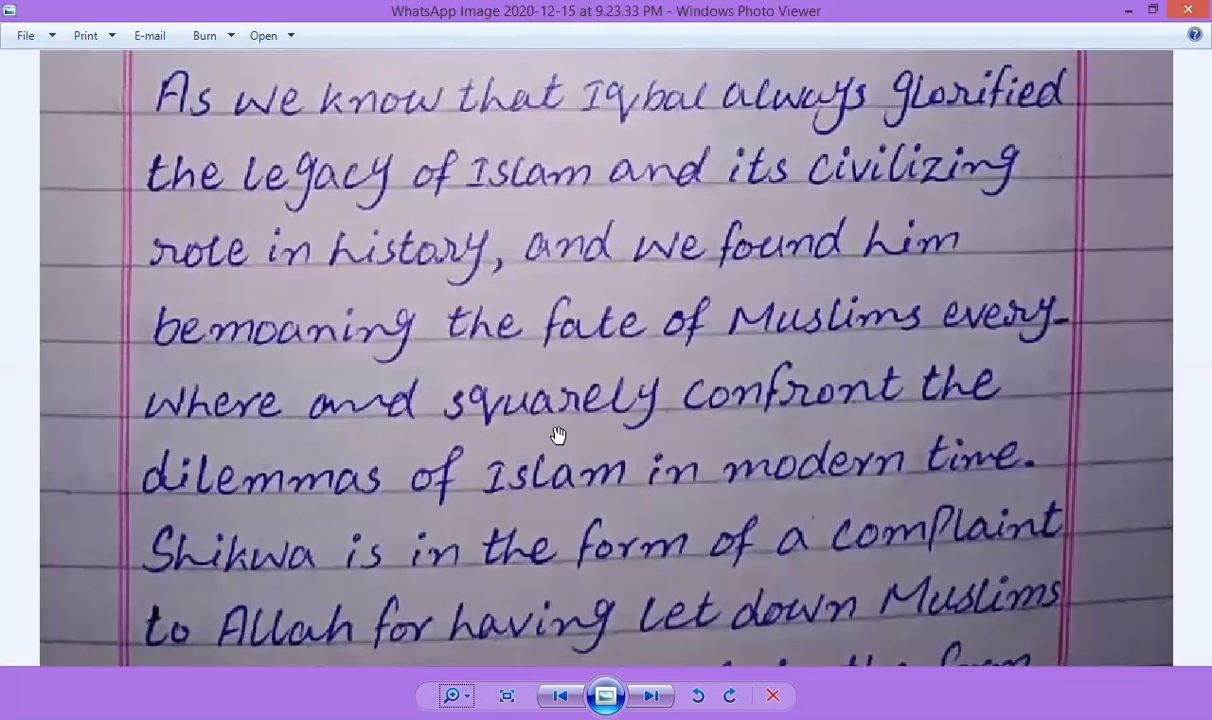 WhatsApp Image 2020-12-15 at 9.23.33 PM - Windows Photo Viewer
File Print E-mail Burn Open
As we know that Iqbal always glorified
the legacy of Islam and its civilizing
role in history, and we found him
bemoaning the fate of Muslims every-
where and squarely confront the
dilemmas of Islam in modern time.
Shikwa is in the form of a complaint
to Allah for having let down Muslims
in the form